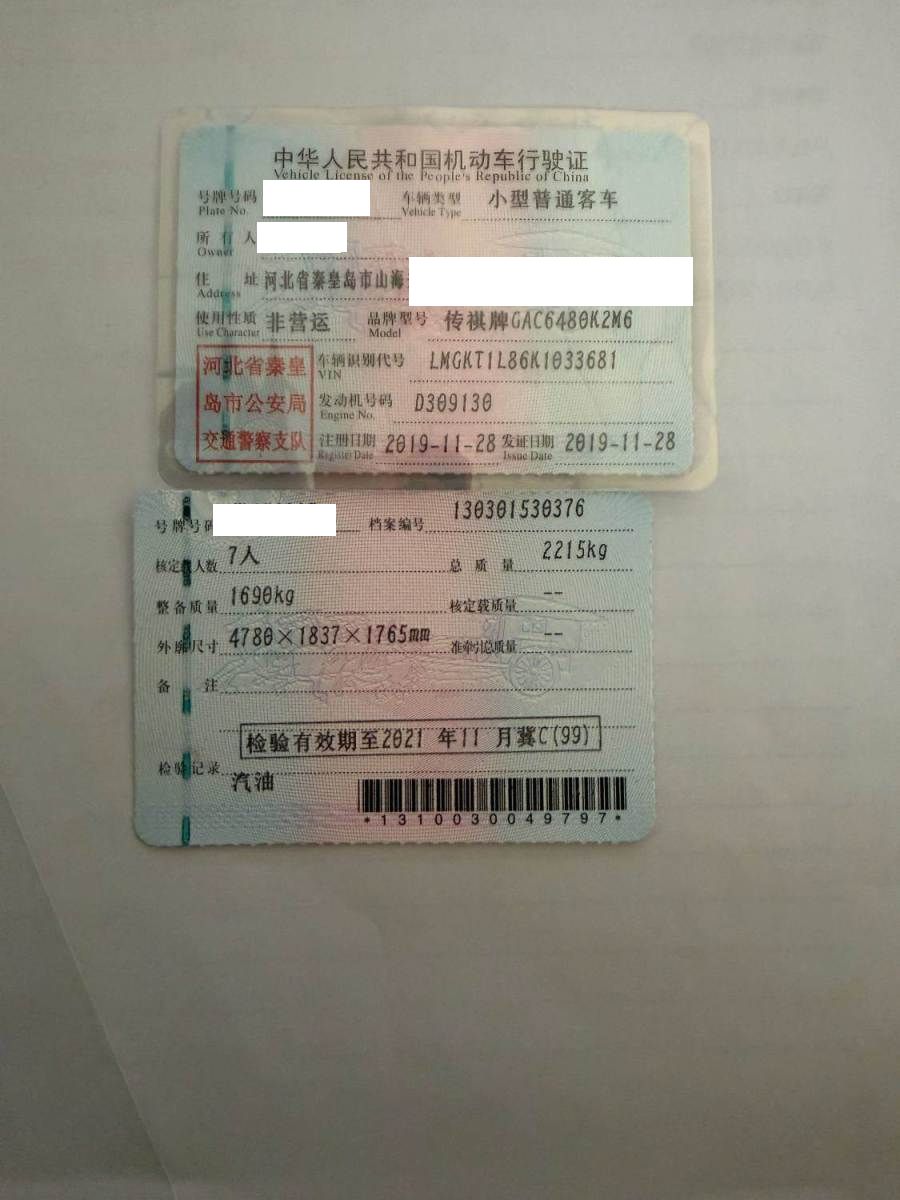 中华人民共和国机动车行驶证
Vehicle License of the People's Republic of China
号牌号码 车辆类型 小型普通客车
Plate No. Vehicle Type
所有人
Owner
住址 河北省秦皇岛市山海
Address
使用性质 非营运 品牌型号 传祺牌GAC6480K2M6
Use Character Model
河北省秦皇岛市公安局交通警察支队
车辆识别代号 LMGKT1L86K1033681
VIN
发动机号码 D309130
Engine No.
注册日期 2019-11-28 发证日期 2019-11-28
Register Date Issue Date
号牌号码 档案编号 130301530376
核定载人数 7人 总质量 2215kg
整备质量 1690kg 核定载质量 --
外廓尺寸 4780×1837×1765mm 准牵引总质量 --
备注
检验有效期至2021 年11 月冀C(99)
检验记录
汽油
*1310030049797*